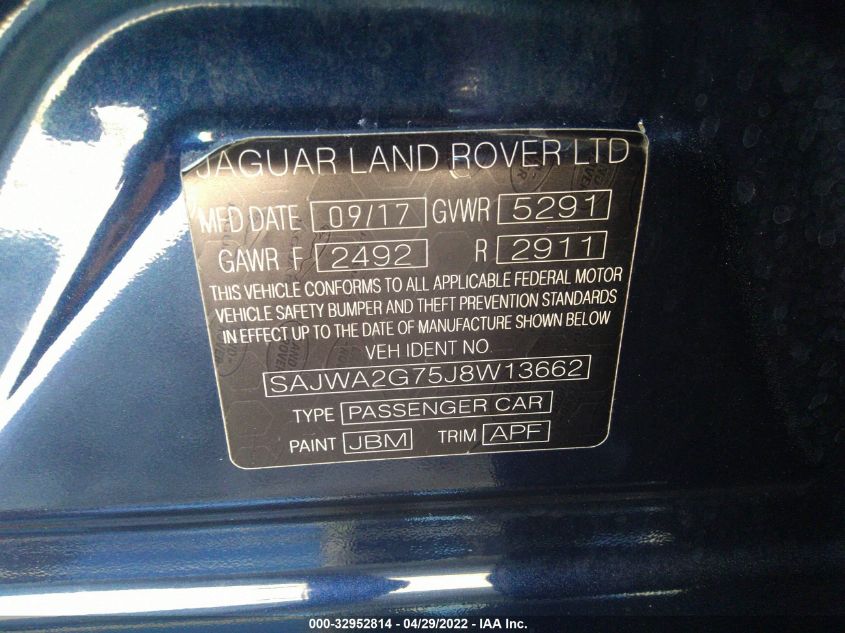 JAGUAR LAND ROVER LTD
MFD DATE 09/17 GVWR 5291
GAWR F 2492 R 2911
THIS VEHICLE CONFORMS TO ALL APPLICABLE FEDERAL MOTOR
VEHICLE SAFETY BUMPER AND THEFT PREVENTION STANDARDS
IN EFFECT UP TO THE DATE OF MANUFACTURE SHOWN BELOW
VEH IDENT NO.
SAJWA2G75J8W13662
TYPE PASSENGER CAR
PAINT JBM TRIM APF
000-32952814 - 04/29/2022 - IAA Inc.